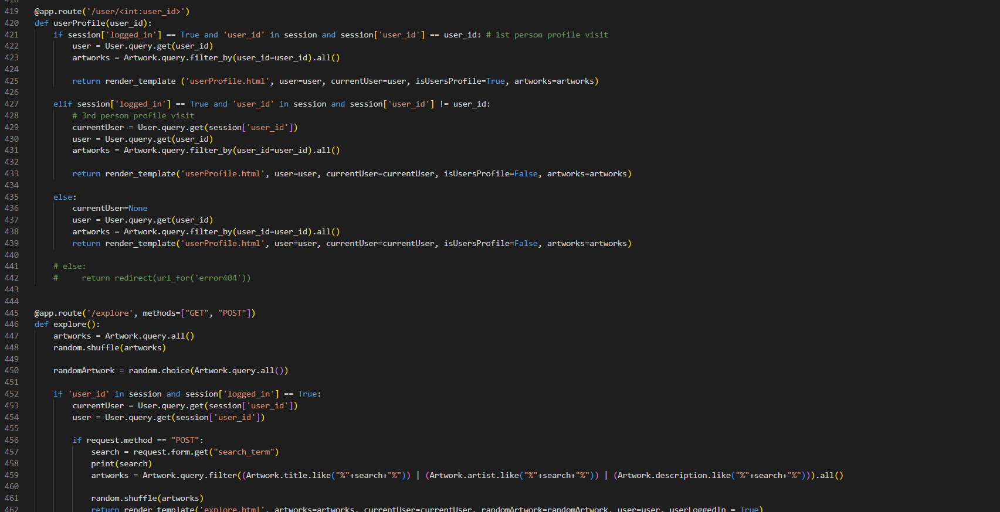 419 @app.route('/user/<int:user_id>')
420 def userProfile(user_id):
421     if session['logged_in'] == True and 'user_id' in session and session['user_id'] == user_id: # 1st person profile visit
422         user = User.query.get(user_id)
423         artworks = Artwork.query.filter_by(user_id=user_id).all()
424
425         return render_template ('userProfile.html', user=user, currentUser=user, isUsersProfile=True, artworks=artworks)
426
427     elif session['logged_in'] == True and 'user_id' in session and session['user_id'] != user_id:
428         # 3rd person profile visit
429         currentUser = User.query.get(session['user_id'])
430         user = User.query.get(user_id)
431         artworks = Artwork.query.filter_by(user_id=user_id).all()
432
433         return render_template('userProfile.html', user=user, currentUser=currentUser, isUsersProfile=False, artworks=artworks)
434
435     else:
436         currentUser=None
437         user = User.query.get(user_id)
438         artworks = Artwork.query.filter_by(user_id=user_id).all()
439         return render_template('userProfile.html', user=user, currentUser=currentUser, isUsersProfile=False, artworks=artworks)
440
441     # else:
442     #     return redirect(url_for('error404'))
443
444
445 @app.route('/explore', methods=["GET", "POST"])
446 def explore():
447     artworks = Artwork.query.all()
448     random.shuffle(artworks)
449
450     randomArtwork = random.choice(Artwork.query.all())
451
452     if 'user_id' in session and session['logged_in'] == True:
453         currentUser = User.query.get(session['user_id'])
454         user = User.query.get(session['user_id'])
455
456         if request.method == "POST":
457             search = request.form.get("search_term")
458             print(search)
459             artworks = Artwork.query.filter((Artwork.title.like("%"+search+"%")) | (Artwork.artist.like("%"+search+"%")) | (Artwork.description.like("%"+search+"%"))).all()
460
461             random.shuffle(artworks)
462             return render_template('explore.html', artworks=artworks, currentUser=currentUser, randomArtwork=randomArtwork, user=user, userLoggedIn = True)